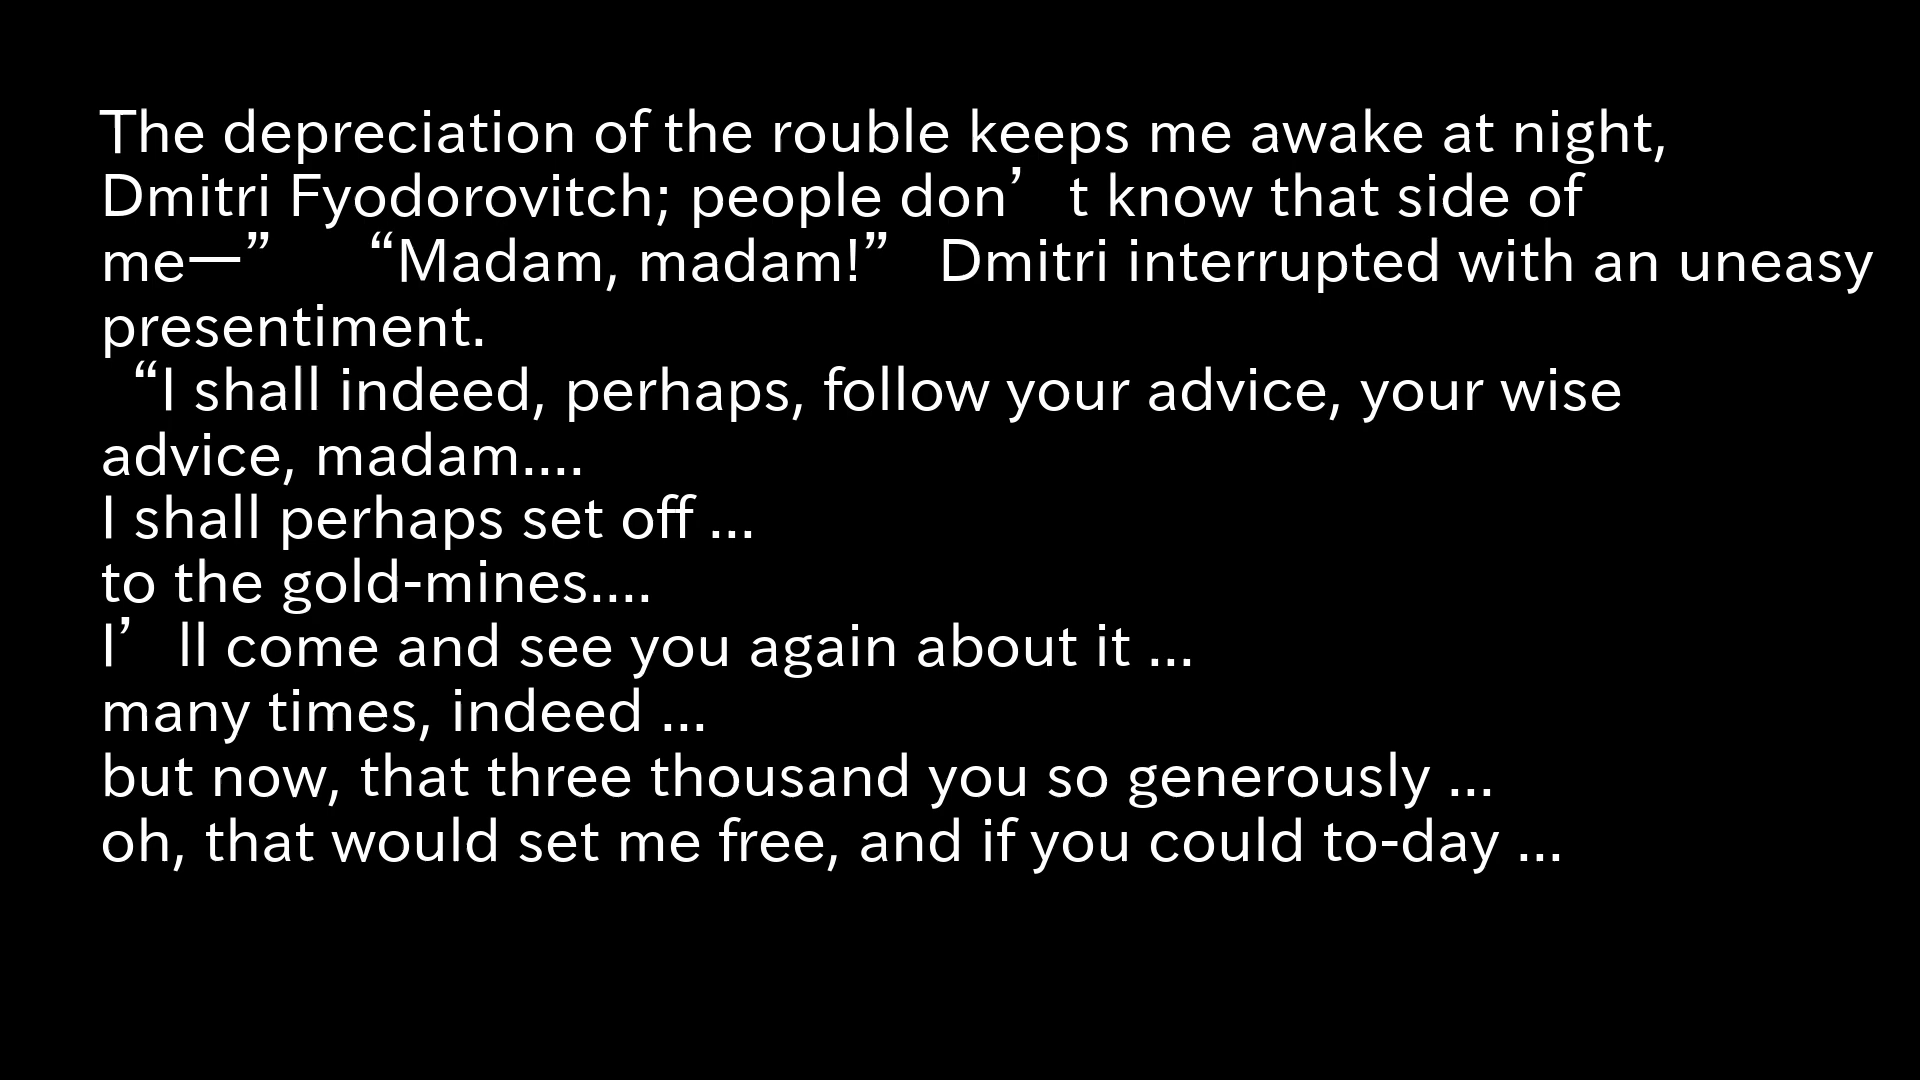 The depreciation of the rouble keeps me awake at night,
Dmitri Fyodorovitch; people don’t know that side of
me—” “Madam, madam!” Dmitri interrupted with an uneasy
presentiment.
“I shall indeed, perhaps, follow your advice, your wise
advice, madam....
I shall perhaps set off ...
to the gold-mines....
I’ll come and see you again about it ...
many times, indeed ...
but now, that three thousand you so generously ...
oh, that would set me free, and if you could to-day ...